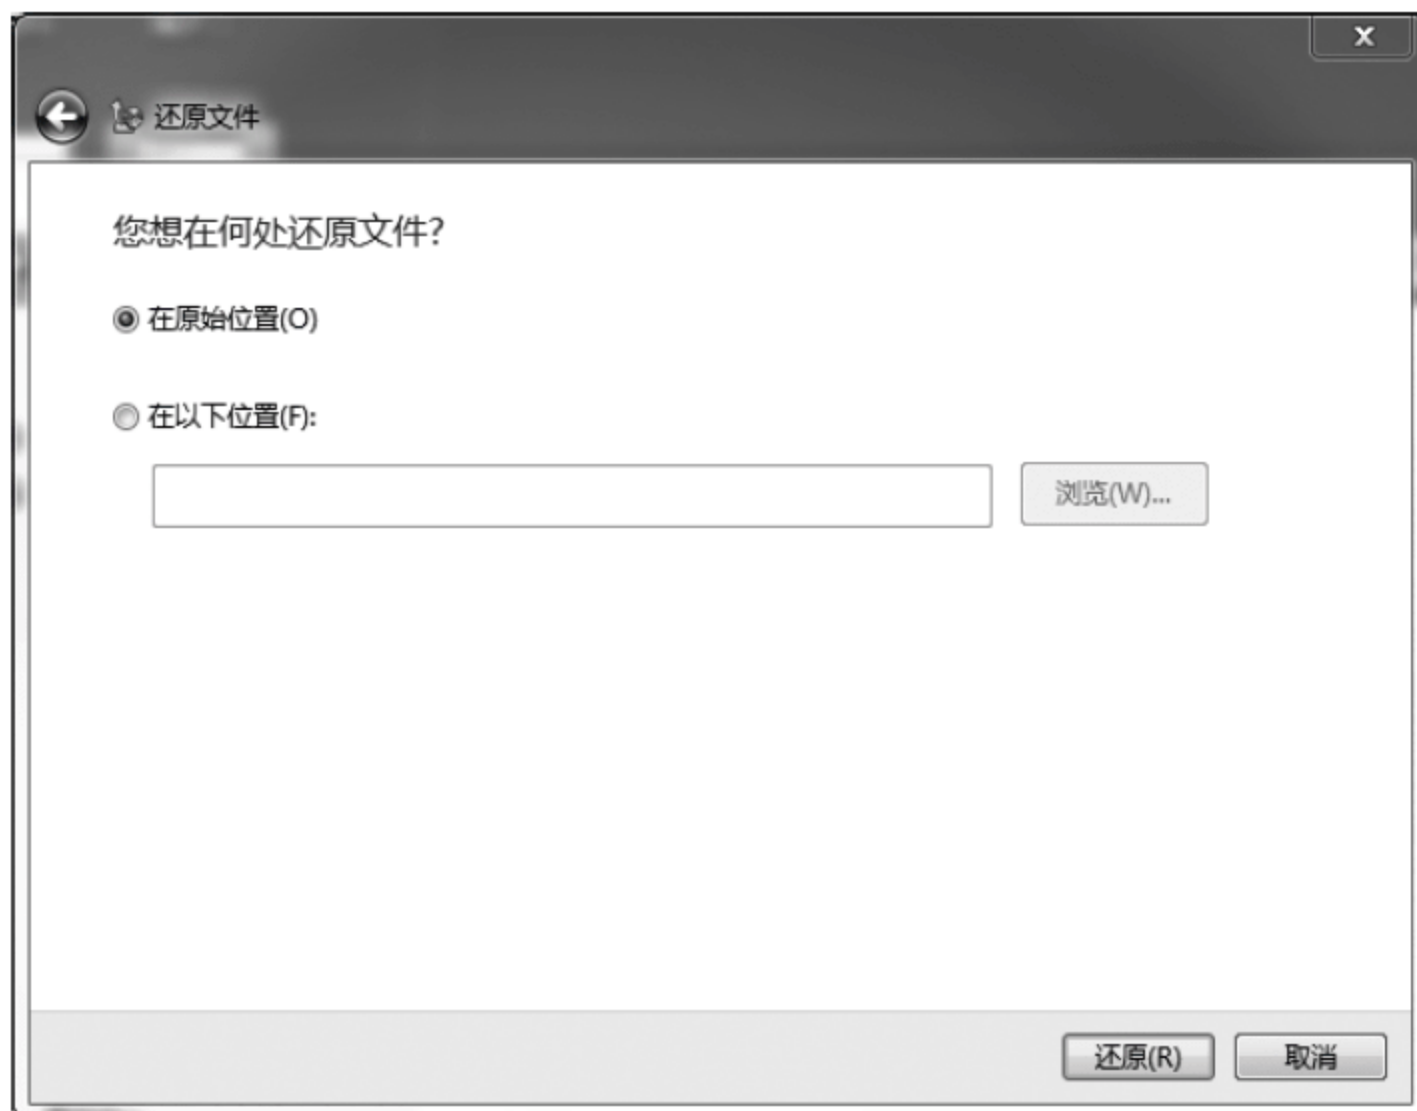 还原文件
您想在何处还原文件?
在原始位置(O)
在以下位置(F):
浏览(W)...
还原(R) 取消